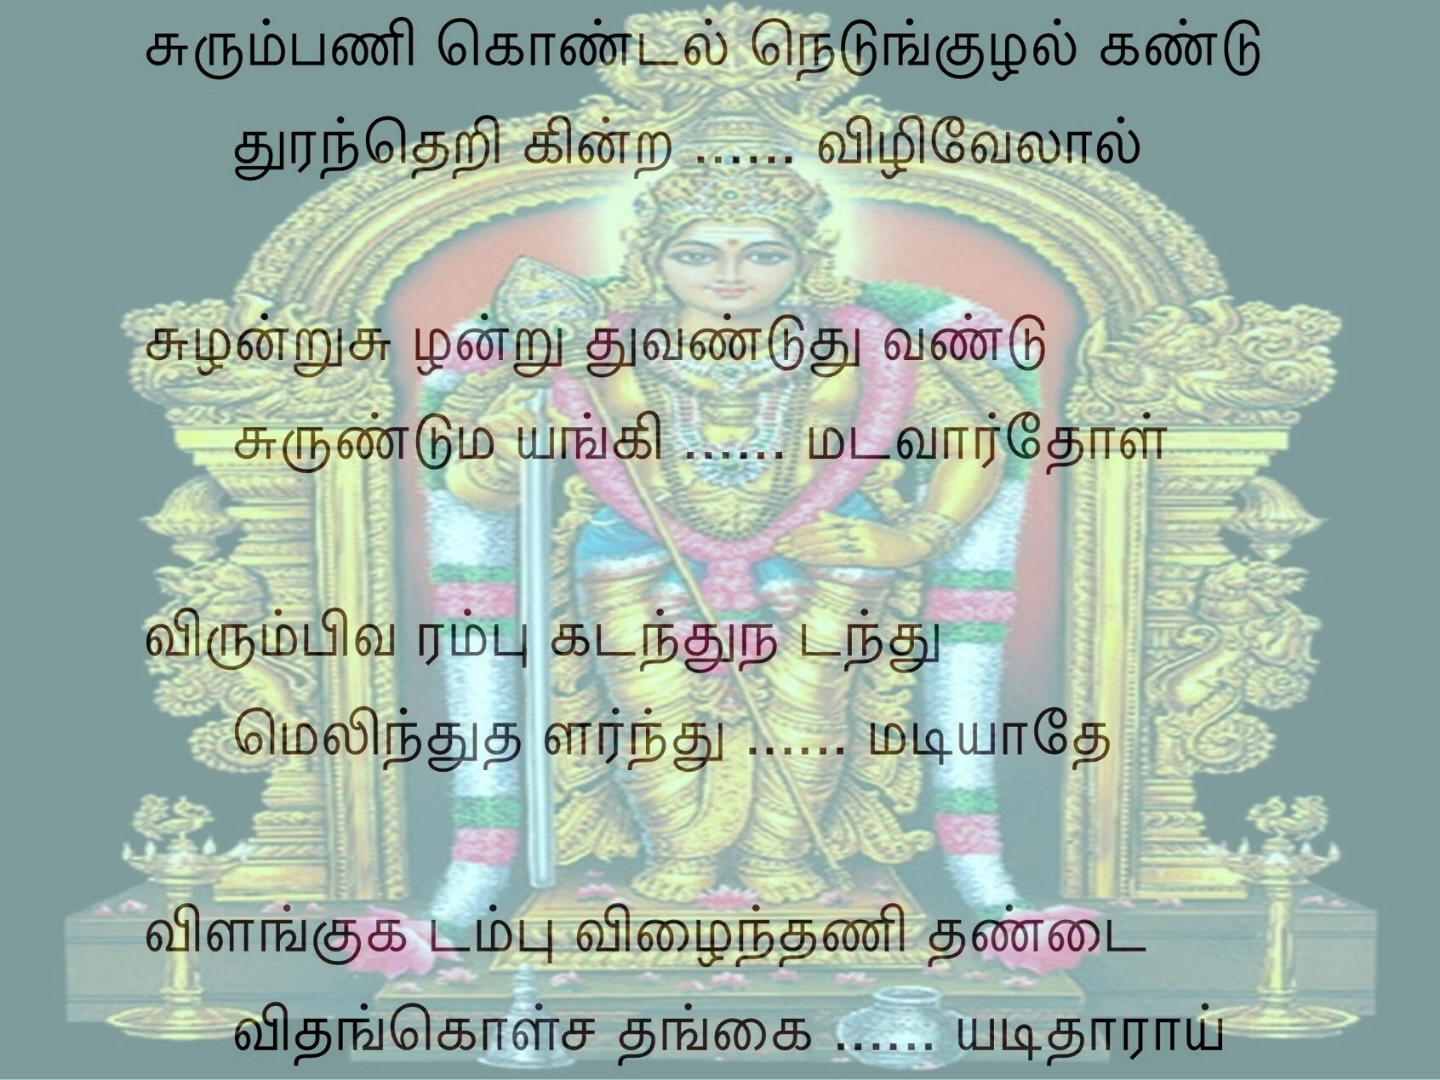 சுரும்பணி கொண்டல் நெடுங்குழல் கண்டு
துரந்தெறி கின்ற ...... விழிவேலால்
சுழன்றுசு ழன்று துவண்டுது வண்டு
சுருண்டும யங்கி ...... மடவார்தோள்
விரும்பிவ ரம்பு கடந்துந டந்து
மெலிந்துத ளர்ந்து ...... மடியாதே
விளங்குக டம்பு விழைந்தணி தண்டை
விதங்கொள்ச தங்கை ...... யடிதாராய்